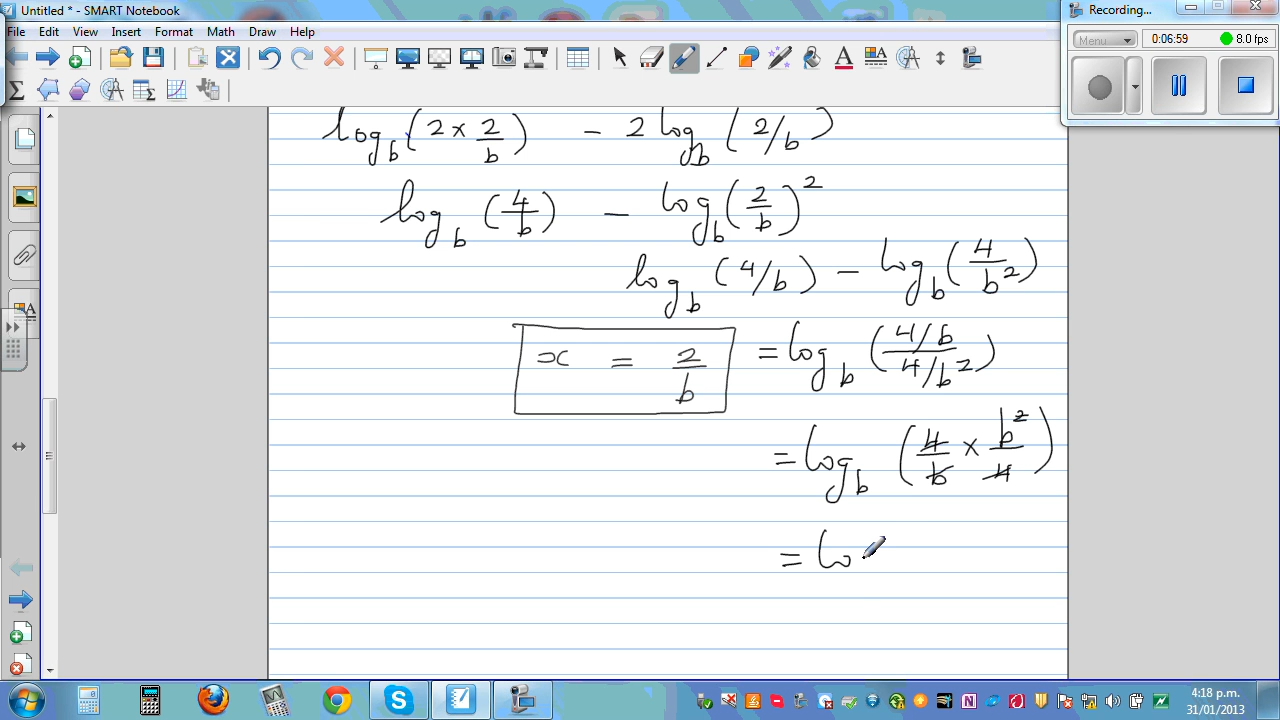 Untitled * - SMART Notebook
Recording...
File Edit View Insert Format Math Draw Help
Menu 0:06:59 8.0 fps
log_b(2 × 2/b) - 2 log_b (2/b)
log_b (4/b) - log_b(2/b)^2
log_b (4/b) - log_b(4/b^2)
x = 2/b = log_b ((4/b)/(4/b^2))
= log_b (4/b × b^2/4)
= lo
4:18 p.m.
31/01/2013